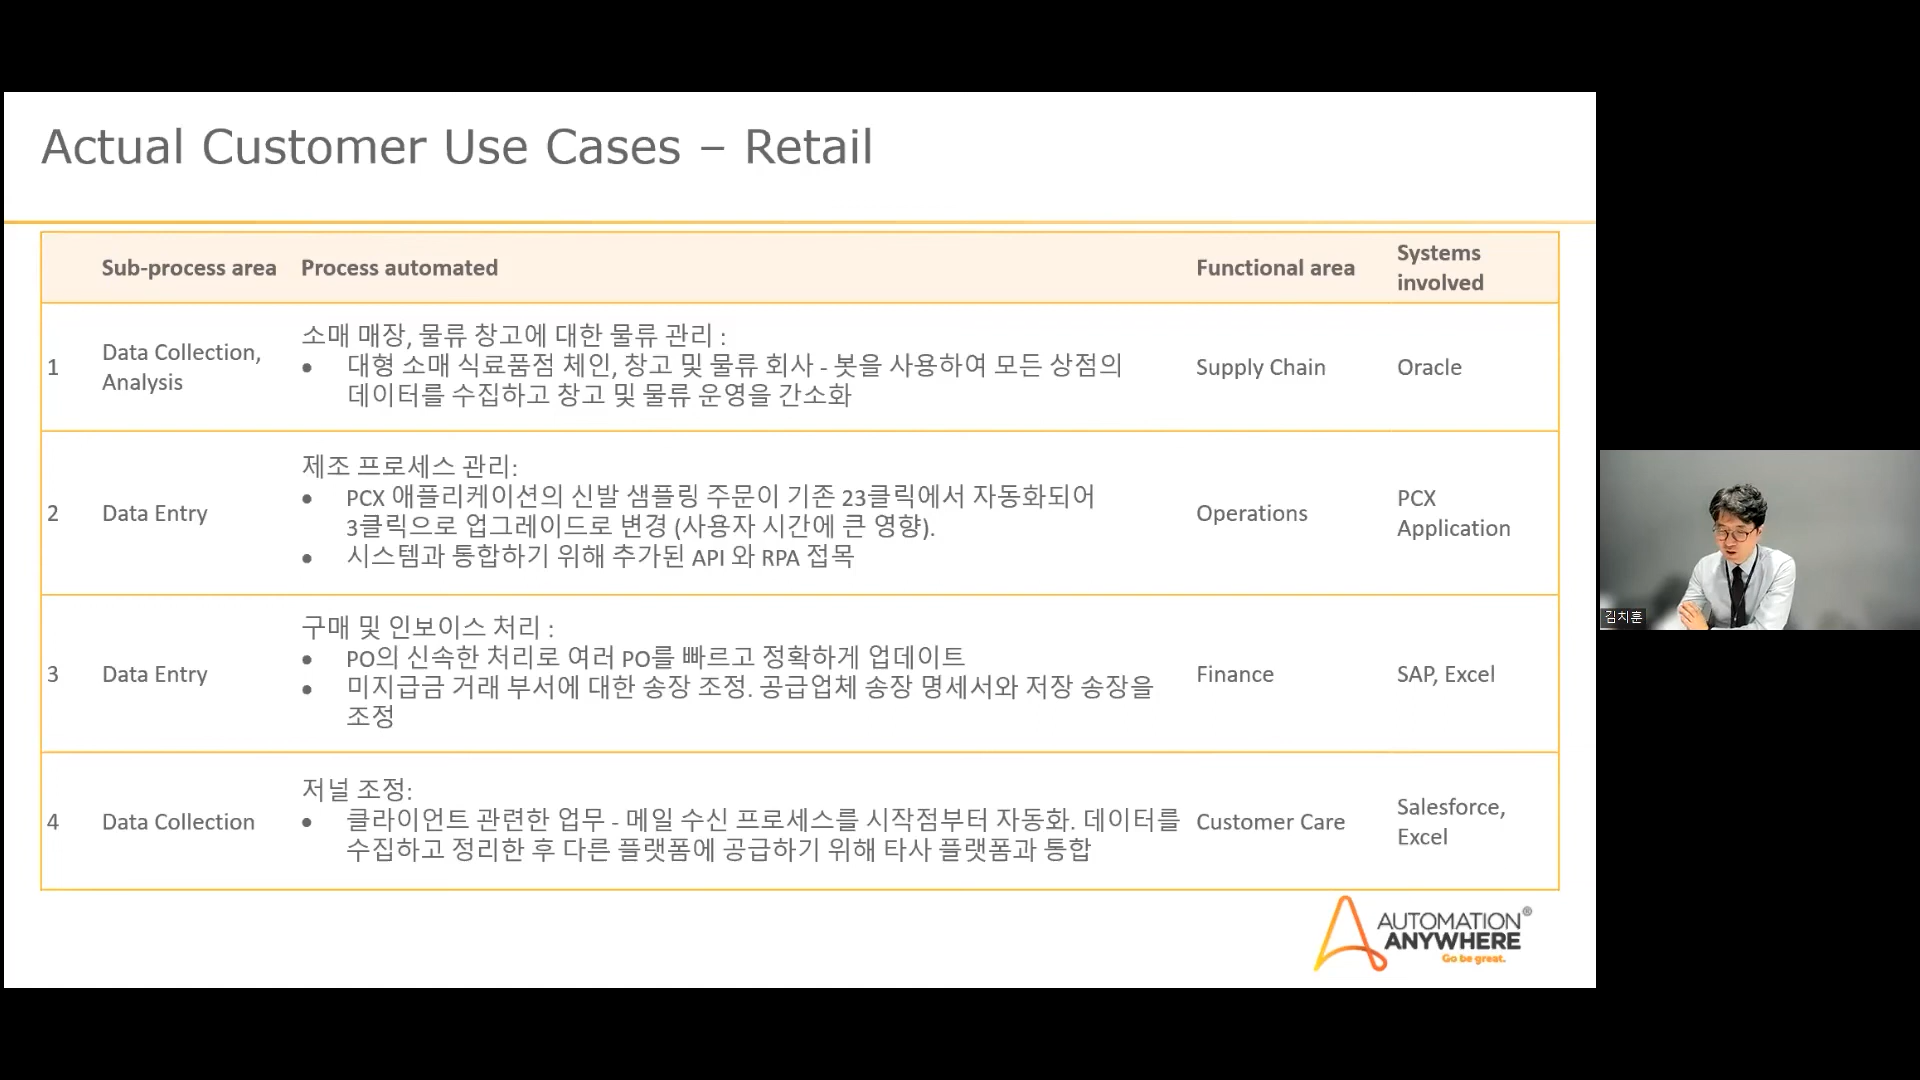 Actual Customer Use Cases – Retail
Sub-process area
Process automated
Functional area
Systems
involved
1
Data Collection,
Analysis
소매 매장, 물류 창고에 대한 물류 관리 :
• 대형 소매 식료품점 체인, 창고 및 물류 회사 - 봇을 사용하여 모든 상점의
데이터를 수집하고 창고 및 물류 운영을 간소화
Supply Chain
Oracle
2
Data Entry
제조 프로세스 관리:
• PCX 애플리케이션의 신발 샘플링 주문이 기존 23클릭에서 자동화되어
3클릭으로 업그레이드로 변경 (사용자 시간에 큰 영향).
• 시스템과 통합하기 위해 추가된 API 와 RPA 접목
Operations
PCX
Application
3
Data Entry
구매 및 인보이스 처리 :
• PO의 신속한 처리로 여러 PO를 빠르고 정확하게 업데이트
• 미지급금 거래 부서에 대한 송장 조정. 공급업체 송장 명세서와 저장 송장을
조정
Finance
SAP, Excel
4
Data Collection
저널 조정:
• 클라이언트 관련한 업무 - 메일 수신 프로세스를 시작점부터 자동화. 데이터를
수집하고 정리한 후 다른 플랫폼에 공급하기 위해 타사 플랫폼과 통합
Customer Care
Salesforce,
Excel
AUTOMATION®
ANYWHERE
Go be great.
김치훈